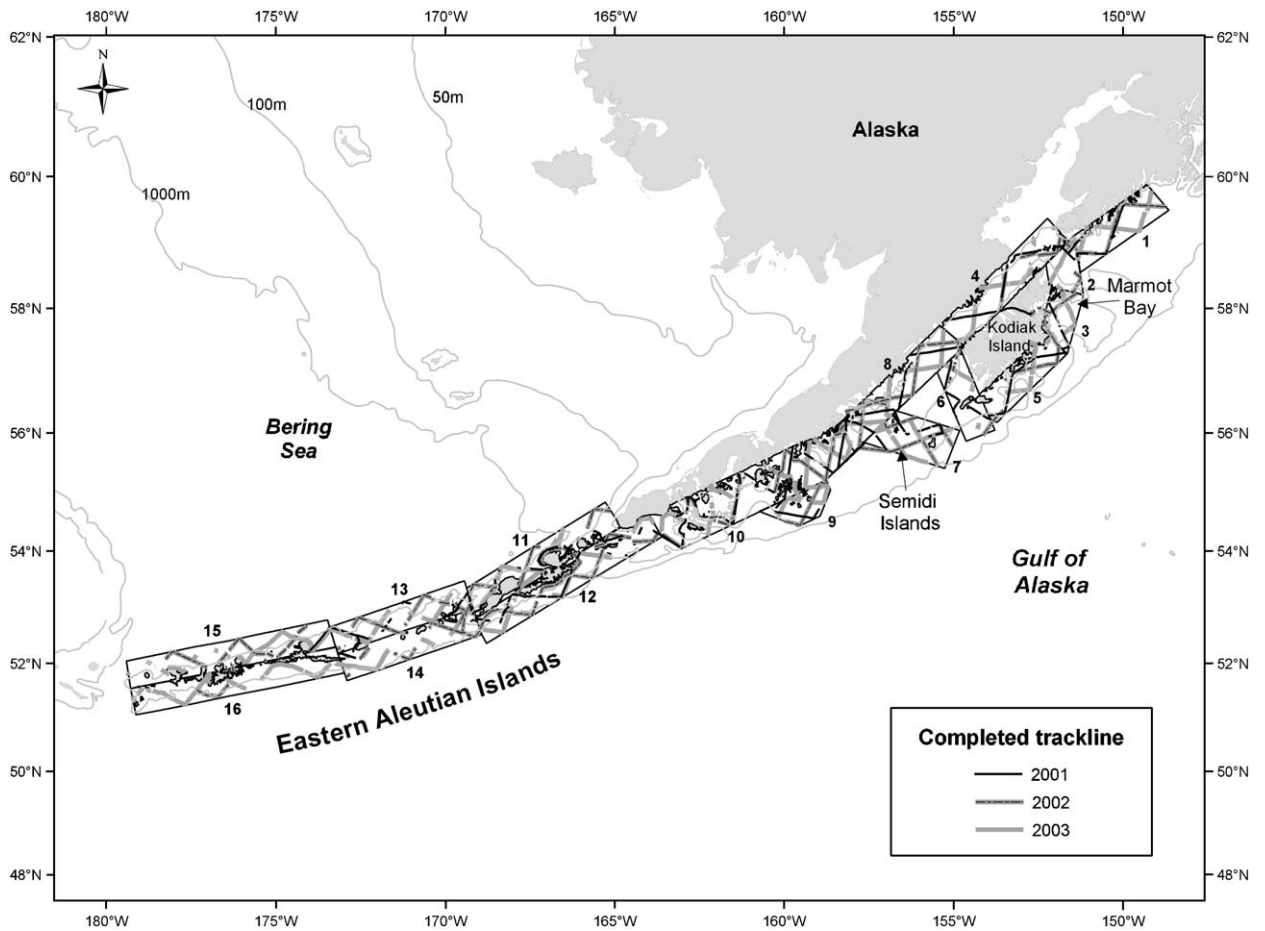 180°W 175°W 170°W 165°W 160°W 155°W 150°W
62°N 62°N
N
100m
50m
Alaska
60°N 60°N
1000m
1
4
2
Marmot
Bay
58°N 58°N
Kodiak
Island
3
8
6
5
Bering
Sea
56°N 56°N
7
Semidi
Islands
9
10
11
54°N 54°N
Gulf of
Alaska
13
12
15
52°N 52°N
14
16
Eastern Aleutian Islands
Completed trackline
50°N 50°N
2001
2002
2003
48°N 48°N
180°W 175°W 170°W 165°W 160°W 155°W 150°W